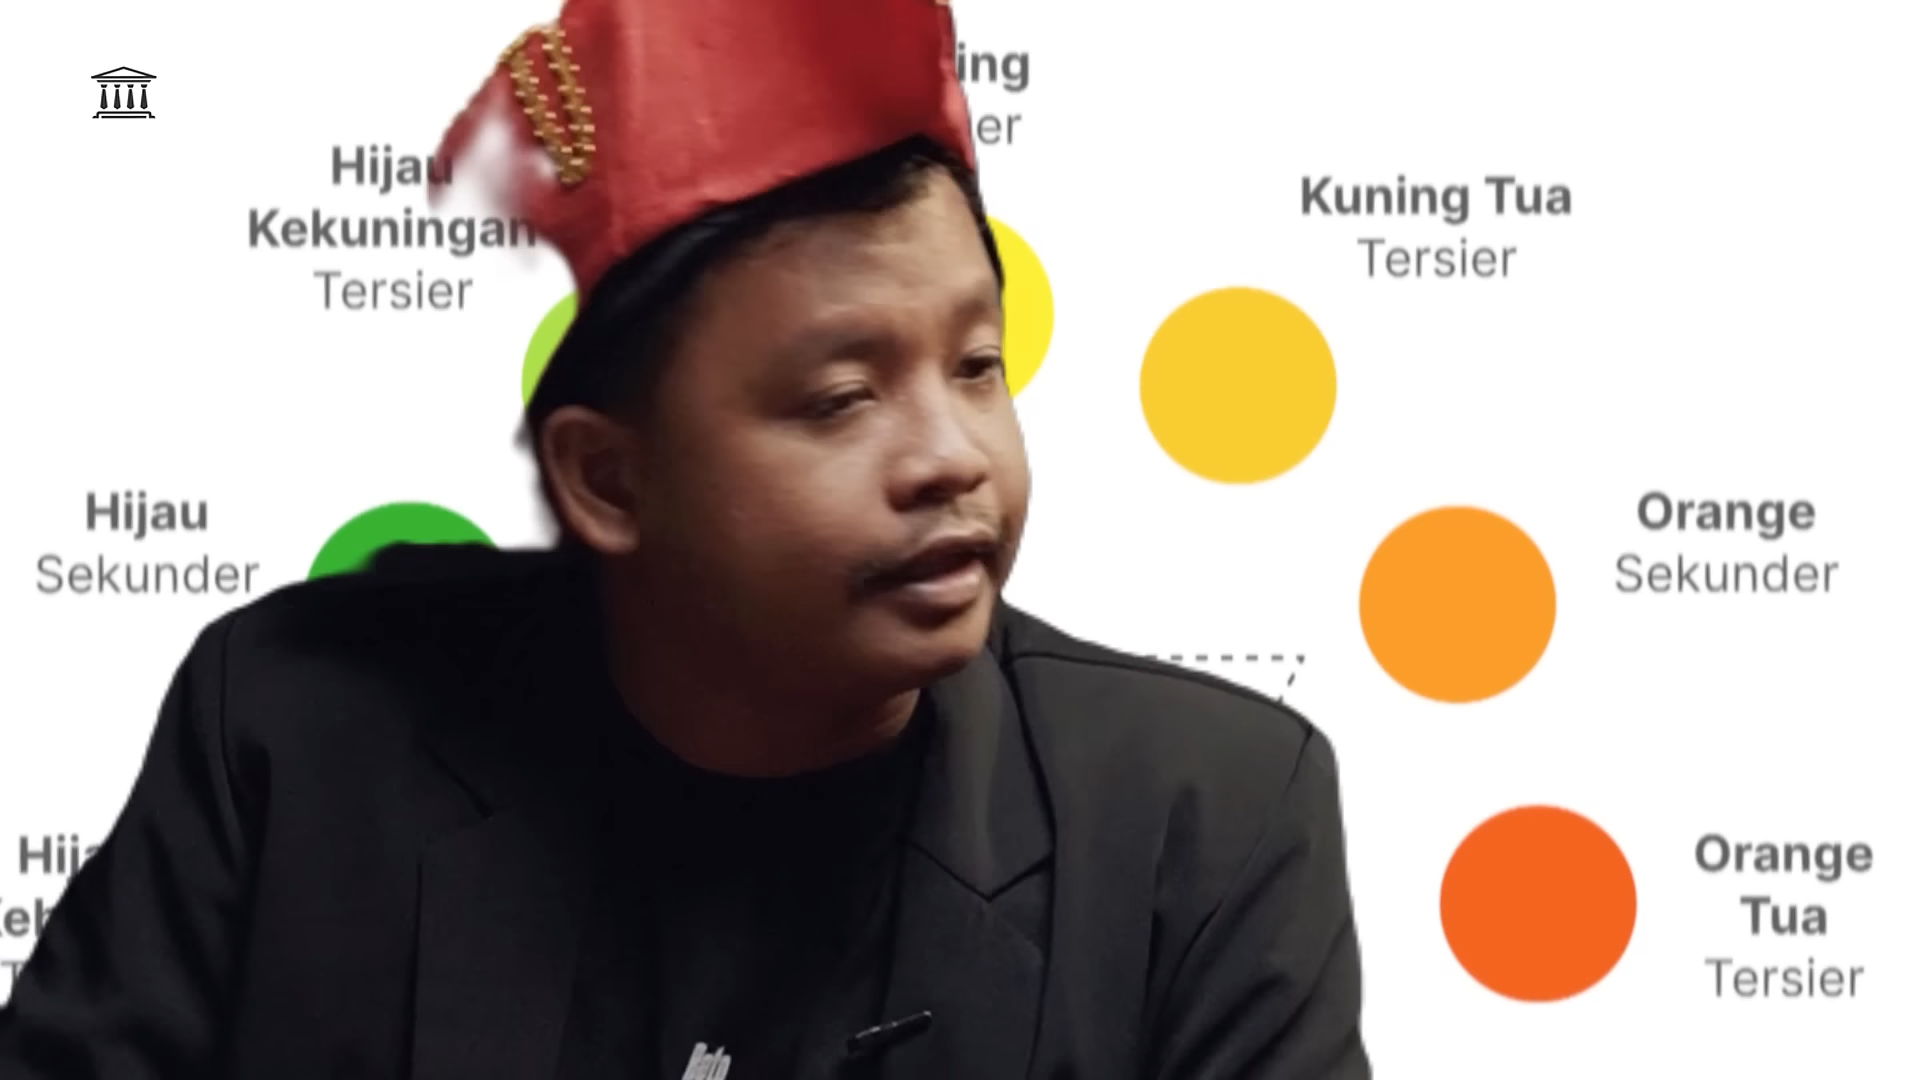 Hijau
Kekuningan
Tersier
Kuning Tua
Tersier
Hijau
Sekunder
Orange
Sekunder
Orange
Tua
Tersier